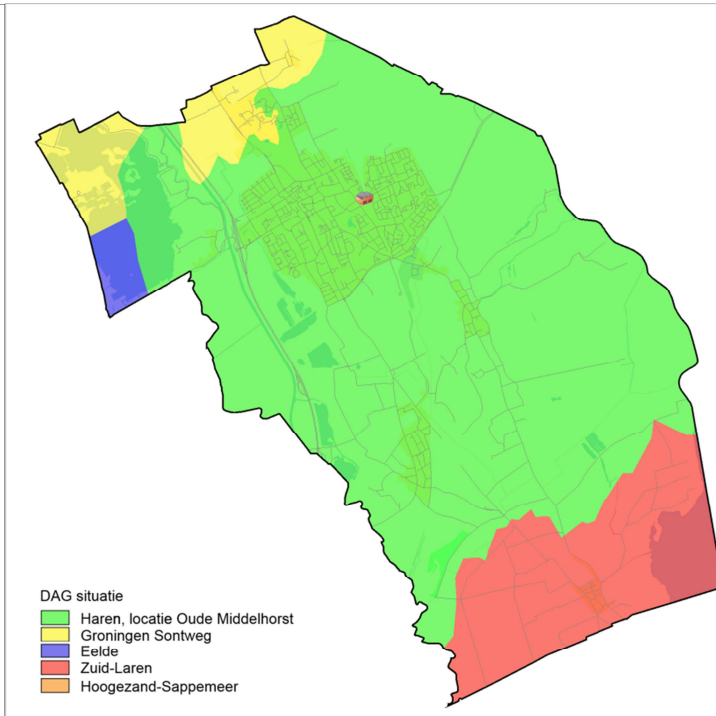 DAG situatie
Haren, locatie Oude Middelhorst
Groningen Sontweg
Eelde
Zuid-Laren
Hoogezand-Sappemeer